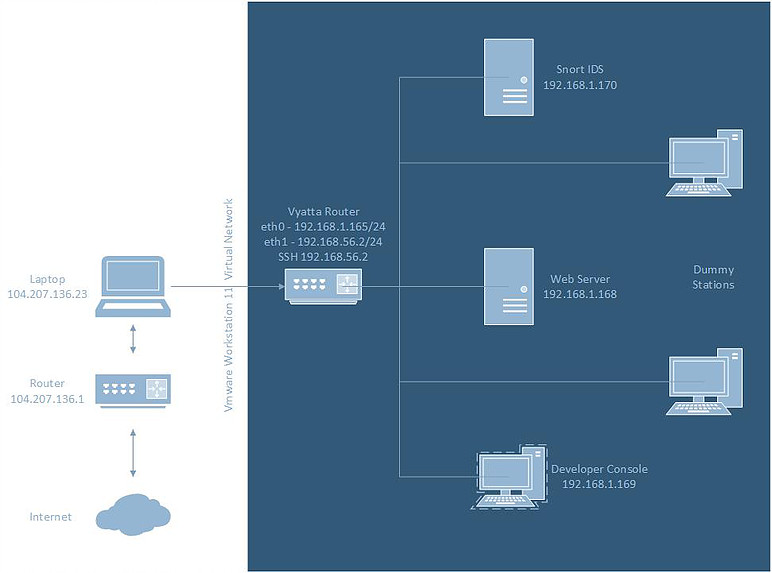 Snort IDS
192.168.1.170
Vyatta Router
eth0 - 192.168.1.165/24
eth1 - 192.168.56.2/24
SSH 192.168.56.2
Vmware Workstation 11 Virtual Network
Laptop
104.207.136.23
Web Server
192.168.1.168
Dummy
Stations
Router
104.207.136.1
Developer Console
192.168.1.169
Internet